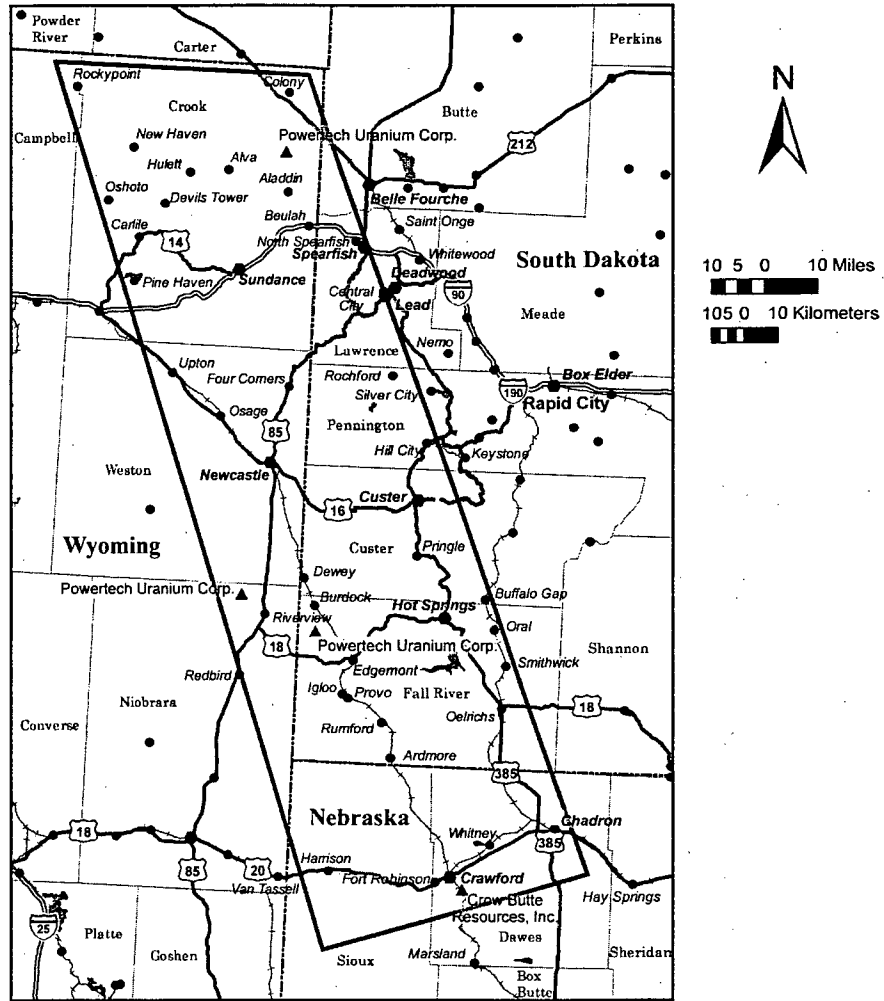 Powder
River
Carter
Perkins
Rockypoint
Colony
Crook
Butte
N
Campbell
New Haven
Powertech Uranium Corp.
212
Hulett
Alva
Oshoto
Devils Tower
Aladdin
Belle Fourche
Beulah
Saint Onge
Carlile
14
North Spearfish
Spearfish
Whitewood
South Dakota
Sundance
Deadwood
Pine Haven
Central
City
Lead
90
Meade
10 5 0 10 Miles
105 0 10 Kilometers
Lawrence
Nemo
Upton
Four Corners
Rochford
Silver City
Box Elder
190
Rapid City
Osage
85
Pennington
Hill City
Keystone
Weston
Newcastle
16
Custer
Wyoming
Custer
Pringle
Dewey
Powertech Uranium Corp.
Burdock
Hot Springs
Buffalo Gap
Riverview
Oral
18
Powertech Uranium Corp.
Shannon
Edgemont
Smithwick
Redbird
Igloo
Provo
Fall River
Niobrara
Oelrichs
18
Converse
Rumford
Ardmore
385
Nebraska
Chadron
18
Whitney
385
85
20
Harrison
Van Tassell
Fort Robinson
Crawford
Crow Butte
Resources, Inc.
Hay Springs
25
Platte
Goshen
Sioux
Marsland
Dawes
Sheridan
Box
Butte